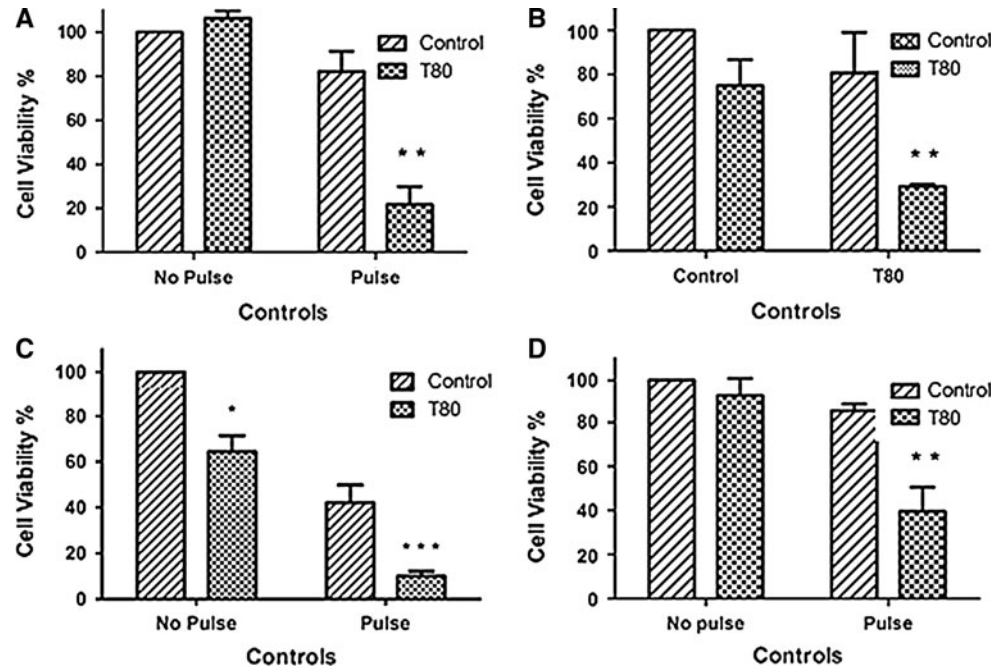 A
Cell Viability %
100
80
60
40
20
0
Control
T80
* *
No Pulse Pulse
Controls
B
Cell Viability %
100
80
60
40
20
0
Control
T80
* *
Control T80
Controls
C
Cell Viability %
100
80
60
40
20
0
Control
T80
*
* * *
No Pulse Pulse
Controls
D
Cell Viability %
100
80
60
40
20
0
Control
T80
* *
No pulse Pulse
Controls